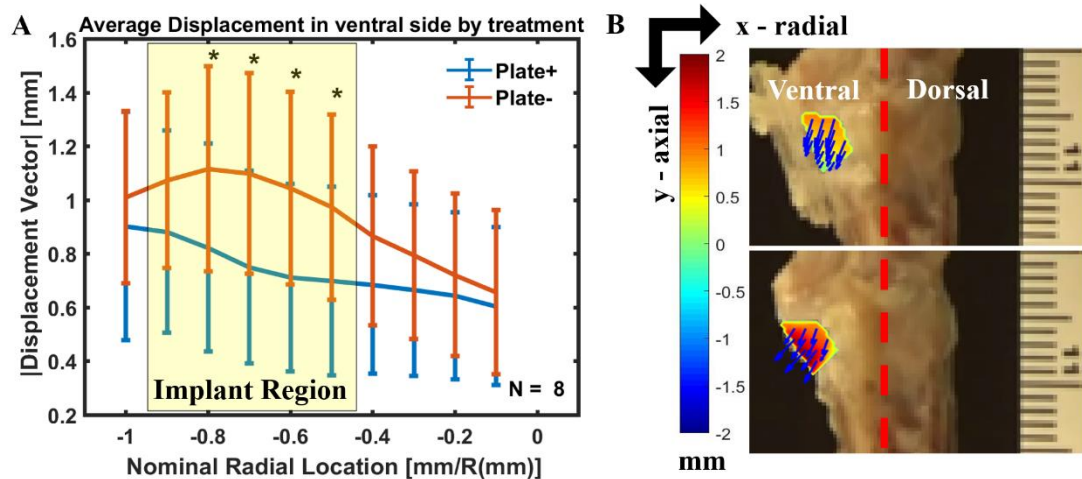 A
Average Displacement in ventral side by treatment
|Displacement Vector| [mm]
1.6
1.4
1.2
1
0.8
0.6
0.4
0.2
* * * *
Plate+
Plate-
Implant Region
N = 8
-1 -0.8 -0.6 -0.4 -0.2 0
Nominal Radial Location [mm/R(mm)]
B
x - radial
y - axial
2
1.5
1
0.5
0
-0.5
-1
-1.5
-2
mm
Ventral Dorsal